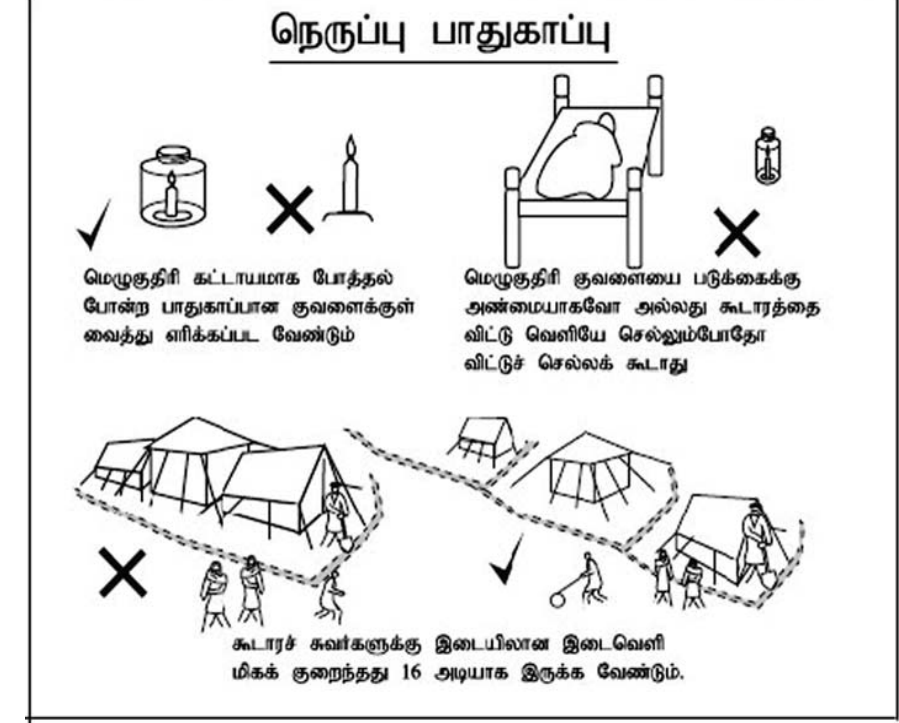 நெருப்பு பாதுகாப்பு
மெழுகுதிரி கட்டாயமாக போத்தல்
போன்ற பாதுகாப்பான குவளைக்குள்
வைத்து எரிக்கப்பட வேண்டும்
மெழுகுதிரி குவளையை படுக்கைக்கு
அண்மையாகவோ அல்லது கூடாரத்தை
விட்டு வெளியே செல்லும்போதோ
விட்டுச் செல்லக் கூடாது
கூடாரச் சுவர்களுக்கு இடையிலான இடைவெளி
மிகக் குறைந்தது 16 அடியாக இருக்க வேண்டும்.